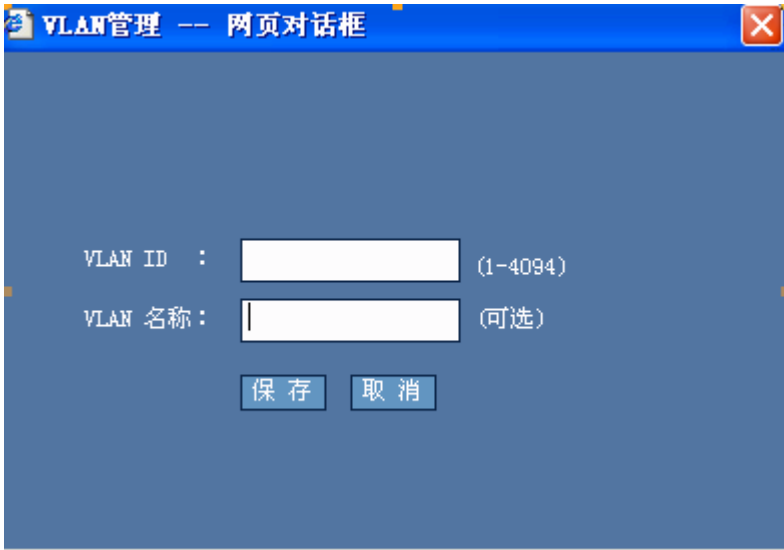 VLAN管理 -- 网页对话框
VLAN ID ： (1-4094)
VLAN 名称： (可选)
保 存 取 消